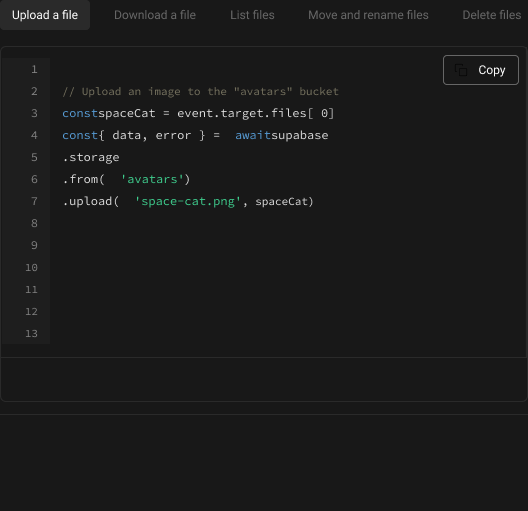 Upload a file Download a file List files Move and rename files Delete files
Copy
1
2 // Upload an image to the "avatars" bucket
3 constspaceCat = event.target.files[ 0]
4 const{ data, error } =  awaitsupabase
5 .storage
6 .from(  'avatars')
7 .upload(  'space-cat.png', spaceCat)
8
9
10
11
12
13